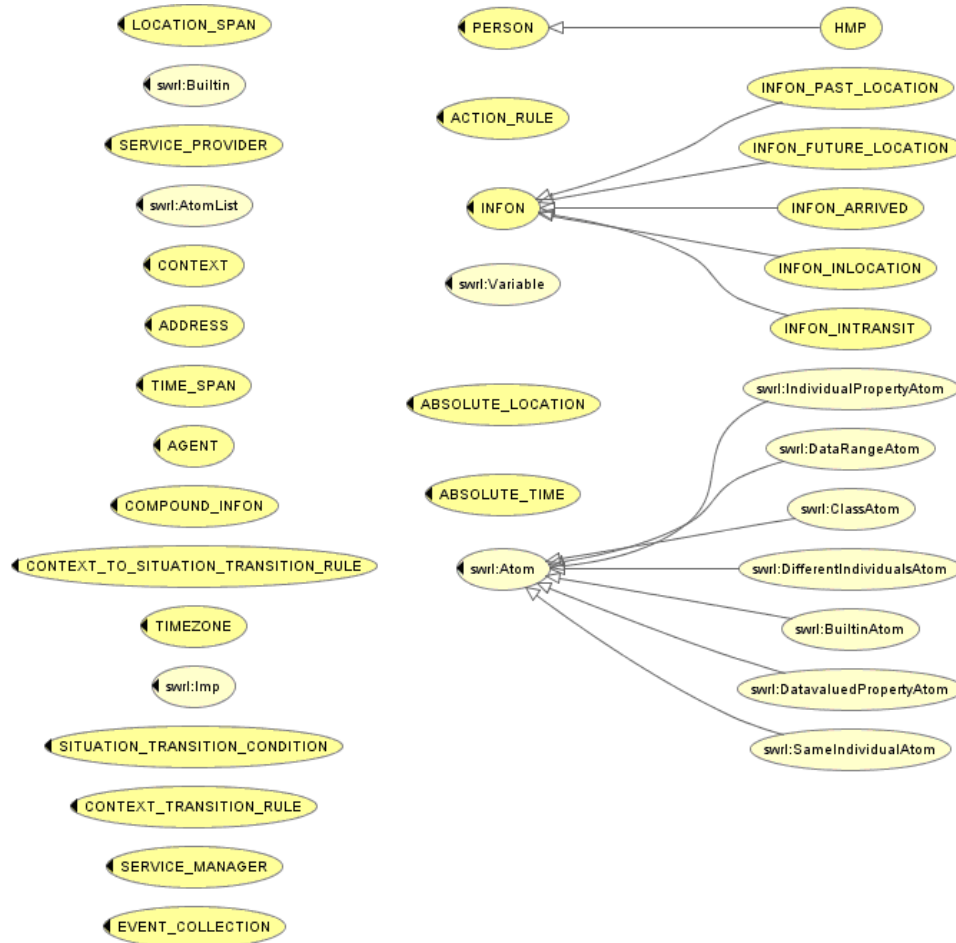 LOCATION_SPAN
swrl:Builtin
SERVICE_PROVIDER
swrl:AtomList
CONTEXT
ADDRESS
TIME_SPAN
AGENT
COMPOUND_INFON
CONTEXT_TO_SITUATION_TRANSITION_RULE
TIMEZONE
swrl:Imp
SITUATION_TRANSITION_CONDITION
CONTEXT_TRANSITION_RULE
SERVICE_MANAGER
EVENT_COLLECTION
PERSON
ACTION_RULE
INFON
swrl:Variable
ABSOLUTE_LOCATION
ABSOLUTE_TIME
swrl:Atom
HMP
INFON_PAST_LOCATION
INFON_FUTURE_LOCATION
INFON_ARRIVED
INFON_INLOCATION
INFON_INTRANSIT
swrl:IndividualPropertyAtom
swrl:DataRangeAtom
swrl:ClassAtom
swrl:DifferentIndividualsAtom
swrl:BuiltinAtom
swrl:DatavaluedPropertyAtom
swrl:SameIndividualAtom